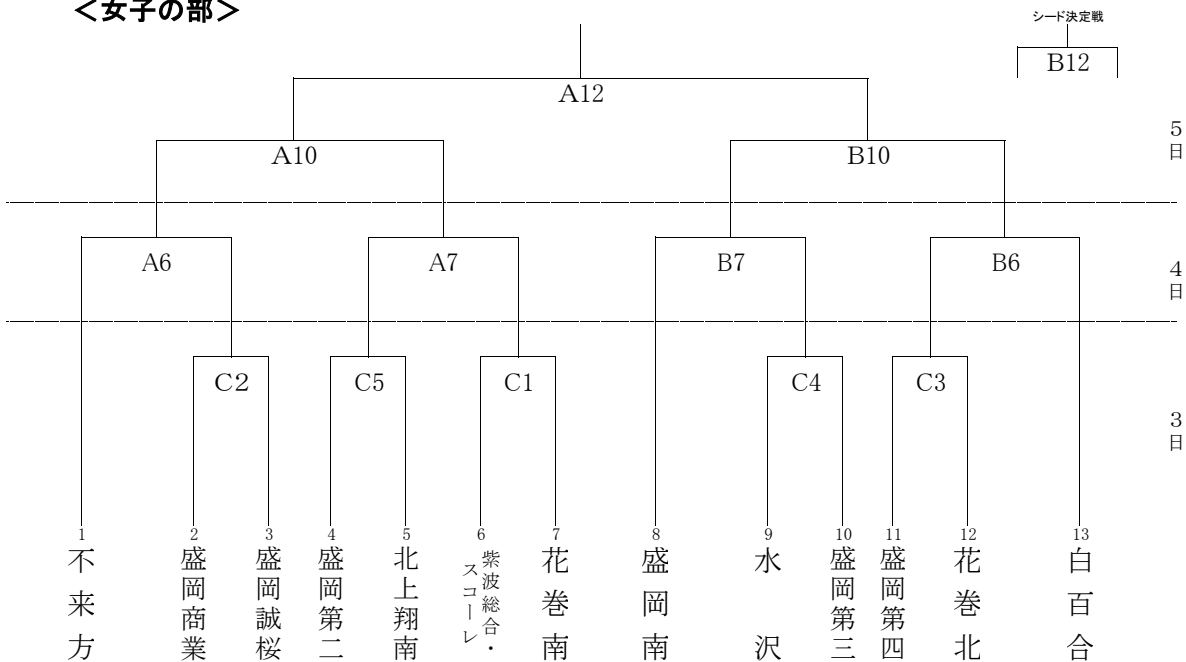 <女子の部>
シード決定戦
B12
A12
5日
A10
B10
A6
A7
B7
B6
4日
C2
C5
C1
C4
C3
3日
1
不来方
2
盛岡商業
3
盛岡誠桜
4
盛岡第二
5
北上翔南
6
紫波総合・
スコーレ
7
花巻南
8
盛岡南
9
水沢
10
盛岡第三
11
盛岡第四
12
花巻北
13
白百合